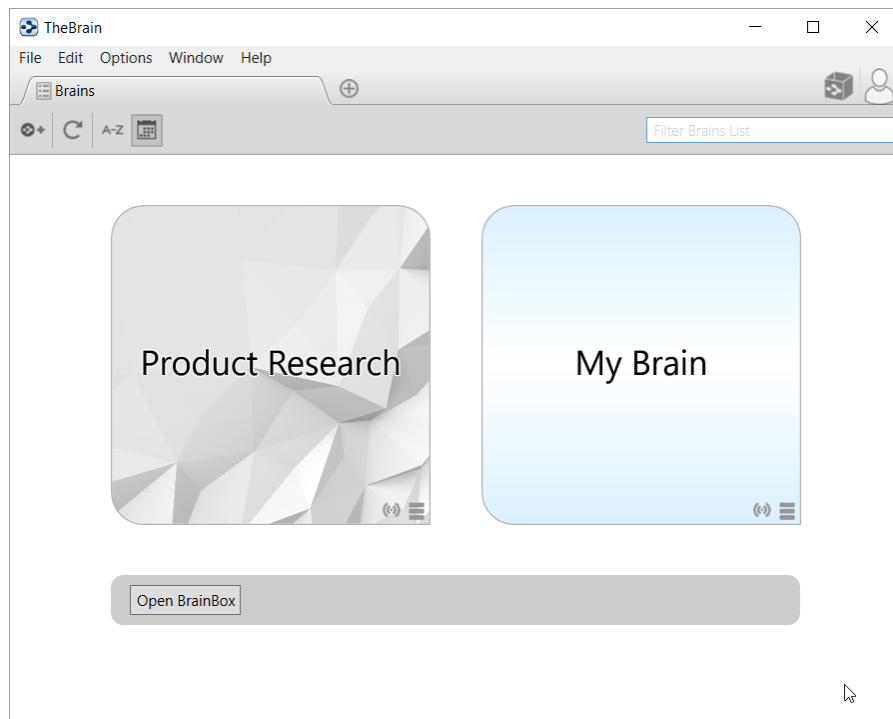 TheBrain
File Edit Options Window Help
Brains
A-Z
Filter Brains List
Product Research
My Brain
Open BrainBox